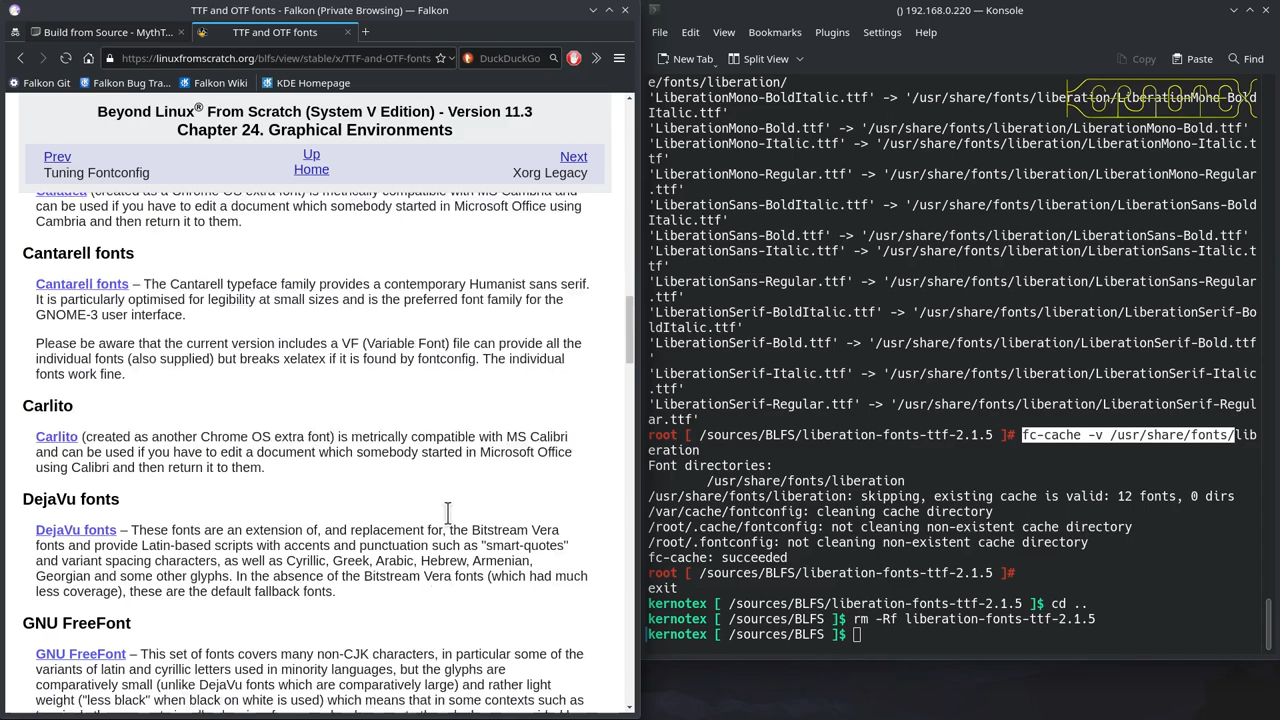 TTF and OTF fonts - Falkon (Private Browsing) — Falkon
Build from Source - MythT...
TTF and OTF fonts
https://linuxfromscratch.org/blfs/view/stable/x/TTF-and-OTF-fonts
DuckDuckGo
Falkon Git
Falkon Bug Tra...
Falkon Wiki
KDE Homepage
Beyond Linux® From Scratch (System V Edition) - Version 11.3
Chapter 24. Graphical Environments
Prev
Up
Next
Tuning Fontconfig
Home
Xorg Legacy
Caladea (created as a Chrome OS extra font) is metrically compatible with MS Cambria and
can be used if you have to edit a document which somebody started in Microsoft Office using
Cambria and then return it to them.
Cantarell fonts
Cantarell fonts – The Cantarell typeface family provides a contemporary Humanist sans serif.
It is particularly optimised for legibility at small sizes and is the preferred font family for the
GNOME-3 user interface.
Please be aware that the current version includes a VF (Variable Font) file can provide all the
individual fonts (also supplied) but breaks xelatex if it is found by fontconfig. The individual
fonts work fine.
Carlito
Carlito (created as another Chrome OS extra font) is metrically compatible with MS Calibri
and can be used if you have to edit a document which somebody started in Microsoft Office
using Calibri and then return it to them.
DejaVu fonts
DejaVu fonts – These fonts are an extension of, and replacement for, the Bitstream Vera
fonts and provide Latin-based scripts with accents and punctuation such as "smart-quotes"
and variant spacing characters, as well as Cyrillic, Greek, Arabic, Hebrew, Armenian,
Georgian and some other glyphs. In the absence of the Bitstream Vera fonts (which had much
less coverage), these are the default fallback fonts.
GNU FreeFont
GNU FreeFont – This set of fonts covers many non-CJK characters, in particular some of the
variants of latin and cyrillic letters used in minority languages, but the glyphs are
comparatively small (unlike DejaVu fonts which are comparatively large) and rather light
weight ("less black" when black on white is used) which means that in some contexts such as
() 192.168.0.220 — Konsole
File Edit View Bookmarks Plugins Settings Help
New Tab
Split View
Copy
Paste
Find
e/fonts/liberation/
'LiberationMono-BoldItalic.ttf' -> '/usr/share/fonts/liberation/LiberationMono-Bold
Italic.ttf'
'LiberationMono-Bold.ttf' -> '/usr/share/fonts/liberation/LiberationMono-Bold.ttf'
'LiberationMono-Italic.ttf' -> '/usr/share/fonts/liberation/LiberationMono-Italic.t
tf'
'LiberationMono-Regular.ttf' -> '/usr/share/fonts/liberation/LiberationMono-Regular
.ttf'
'LiberationSans-BoldItalic.ttf' -> '/usr/share/fonts/liberation/LiberationSans-Bold
Italic.ttf'
'LiberationSans-Bold.ttf' -> '/usr/share/fonts/liberation/LiberationSans-Bold.ttf'
'LiberationSans-Italic.ttf' -> '/usr/share/fonts/liberation/LiberationSans-Italic.t
tf'
'LiberationSans-Regular.ttf' -> '/usr/share/fonts/liberation/LiberationSans-Regular
.ttf'
'LiberationSerif-BoldItalic.ttf' -> '/usr/share/fonts/liberation/LiberationSerif-Bo
ldItalic.ttf'
'LiberationSerif-Bold.ttf' -> '/usr/share/fonts/liberation/LiberationSerif-Bold.ttf
'
'LiberationSerif-Italic.ttf' -> '/usr/share/fonts/liberation/LiberationSerif-Italic
.ttf'
'LiberationSerif-Regular.ttf' -> '/usr/share/fonts/liberation/LiberationSerif-Regul
ar.ttf'
root [ /sources/BLFS/liberation-fonts-ttf-2.1.5 ]# fc-cache -v /usr/share/fonts/lib
eration
Font directories:
/usr/share/fonts/liberation
/usr/share/fonts/liberation: skipping, existing cache is valid: 12 fonts, 0 dirs
/var/cache/fontconfig: cleaning cache directory
/root/.cache/fontconfig: not cleaning non-existent cache directory
/root/.fontconfig: not cleaning non-existent cache directory
fc-cache: succeeded
root [ /sources/BLFS/liberation-fonts-ttf-2.1.5 ]#
exit
kernotex [ /sources/BLFS/liberation-fonts-ttf-2.1.5 ]$ cd ..
kernotex [ /sources/BLFS ]$ rm -Rf liberation-fonts-ttf-2.1.5
kernotex [ /sources/BLFS ]$